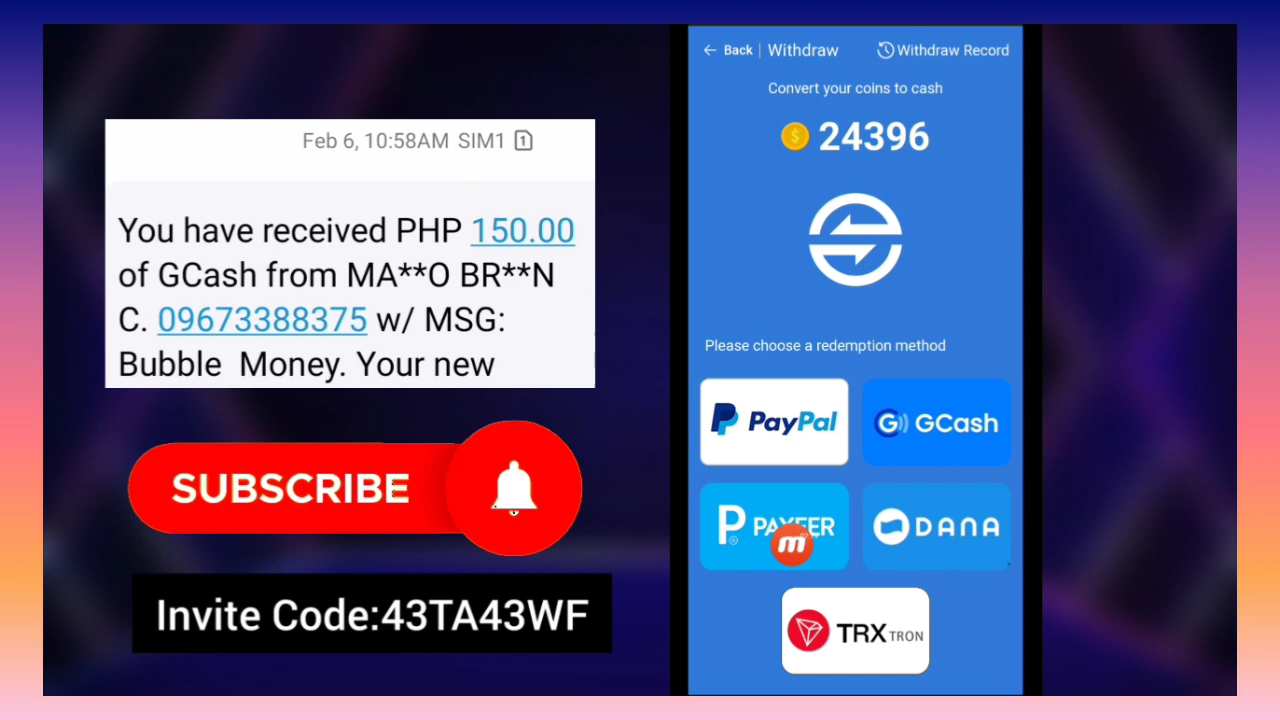 Feb 6, 10:58AM SIM1 1
You have received PHP 150.00
of GCash from MA**O BR**N
C. 09673388375 w/ MSG:
Bubble Money. Your new
SUBSCRIBE
Invite Code:43TA43WF
Back | Withdraw
Withdraw Record
Convert your coins to cash
$ 24396
Please choose a redemption method
PayPal
G GCash
PAYEER
DANA
TRX TRON